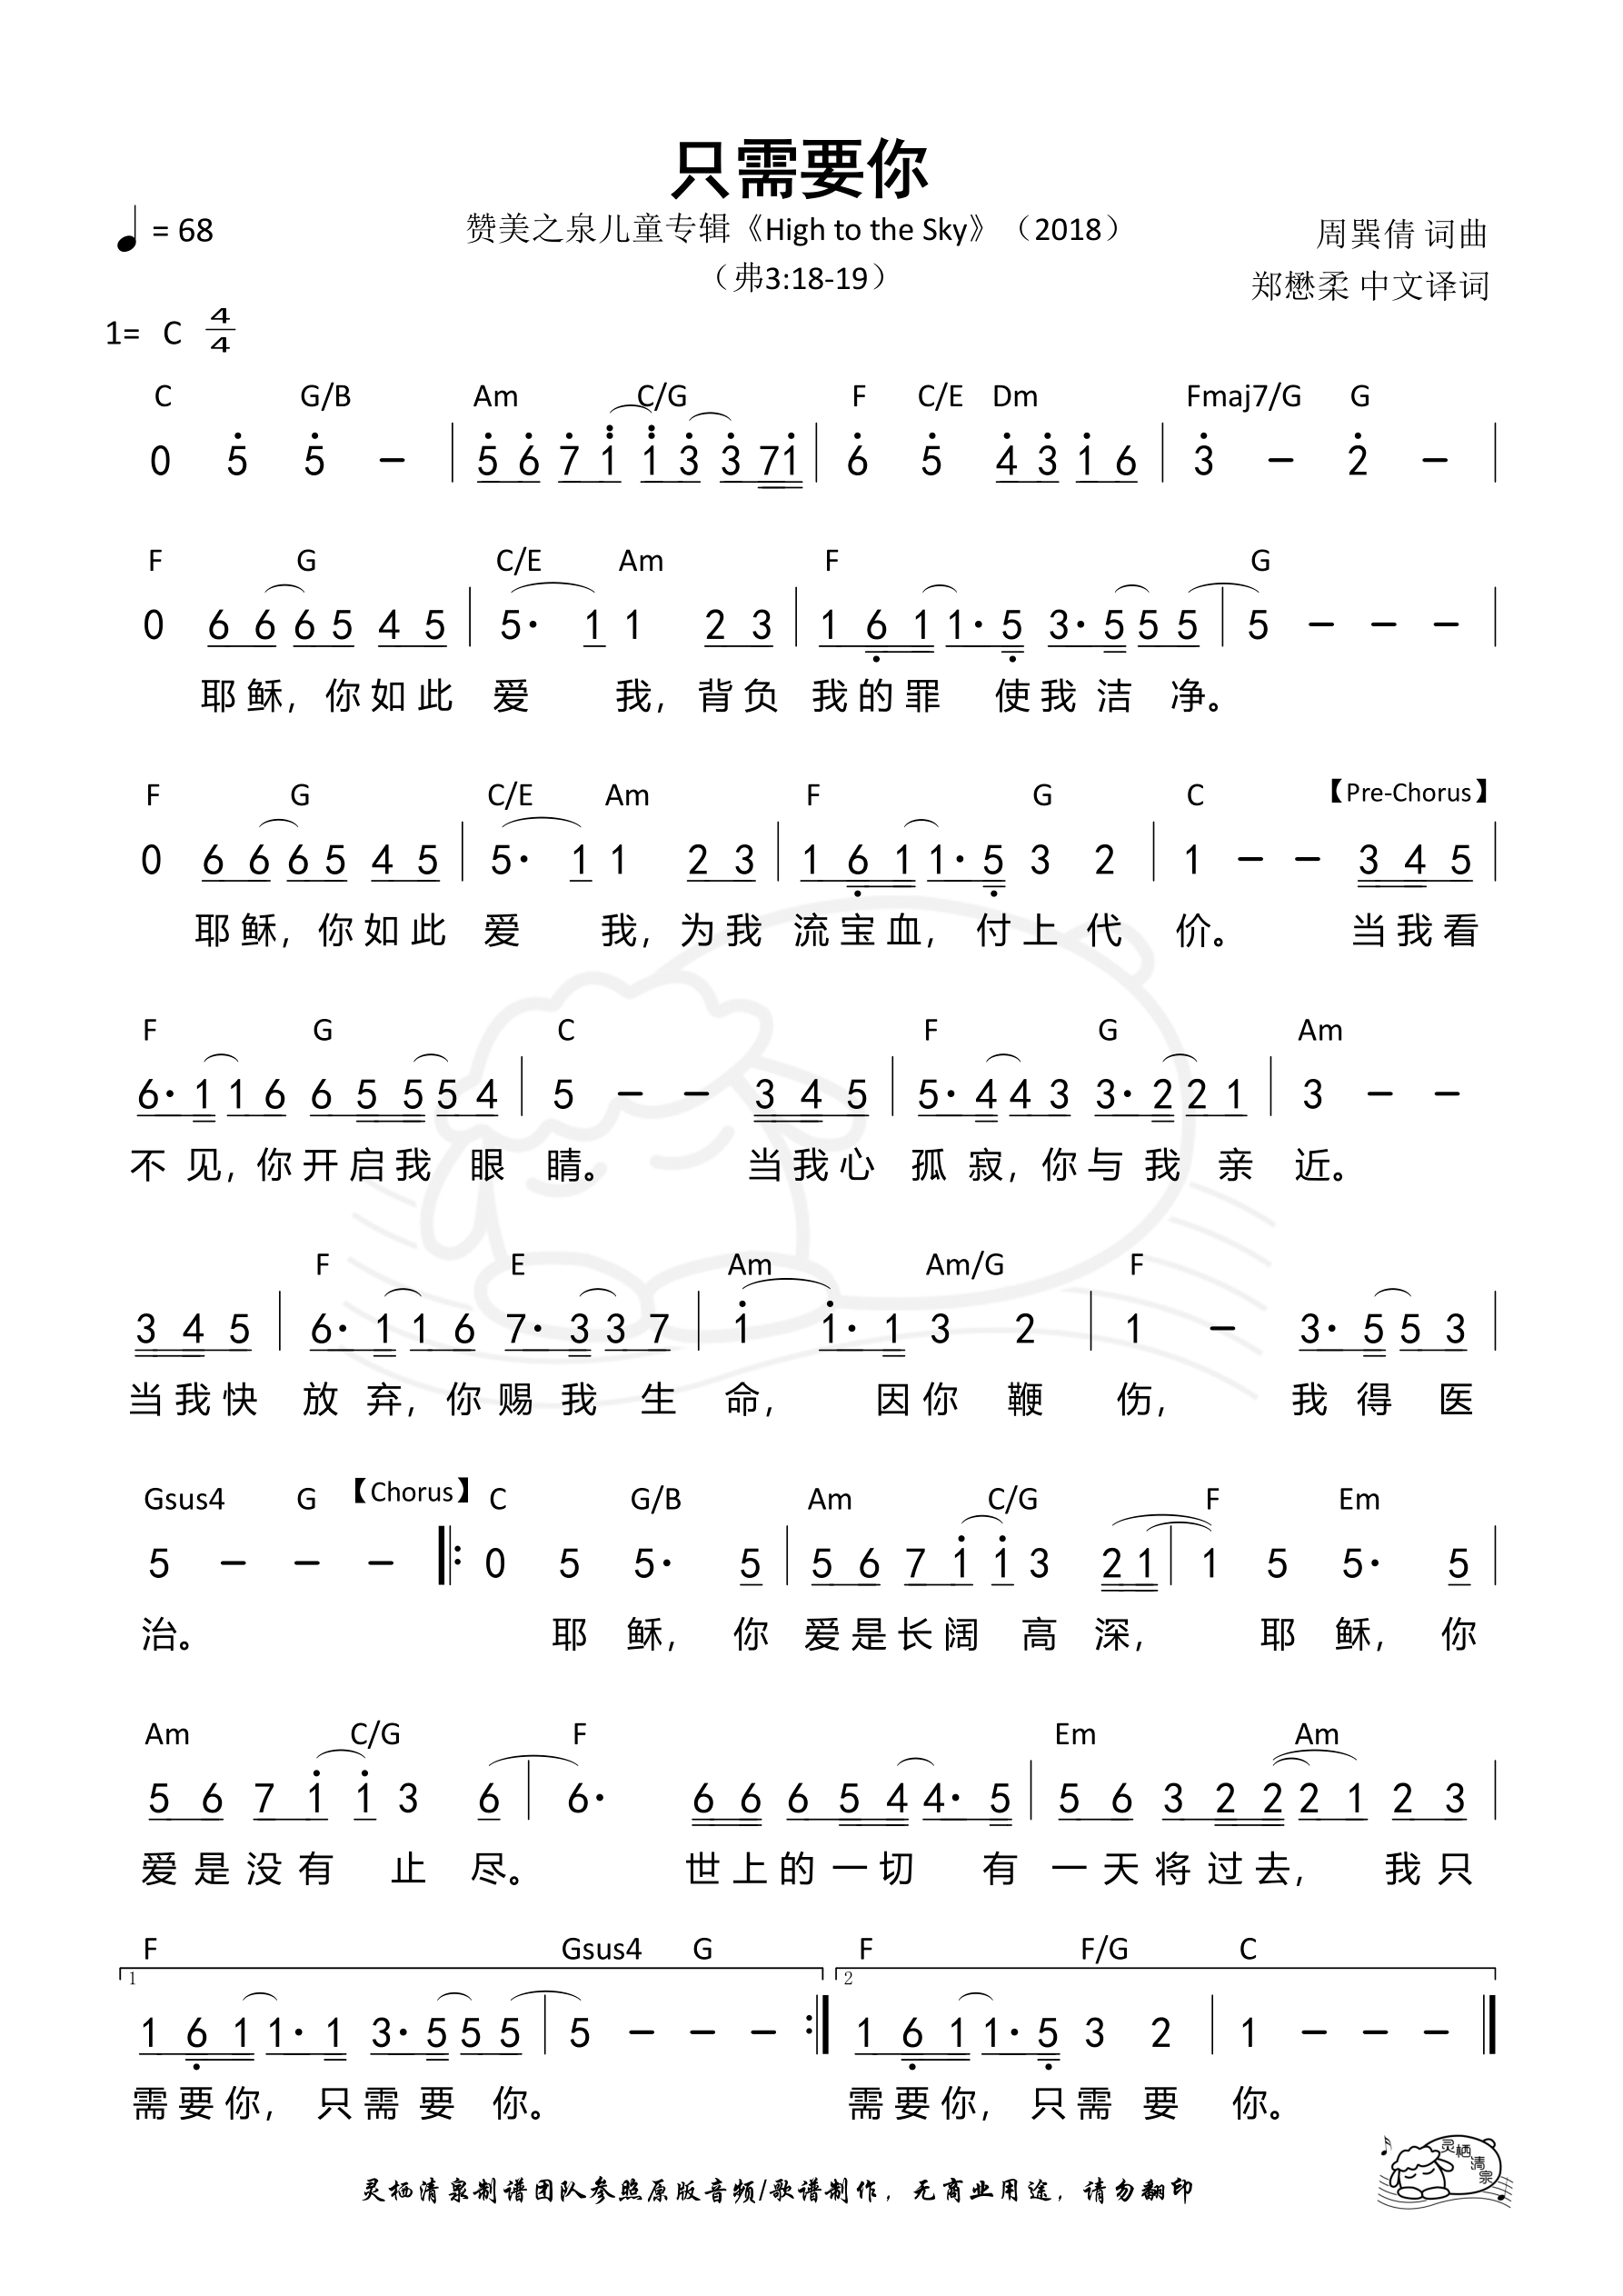 只需要你
♩ = 68
赞美之泉儿童专辑《High to the Sky》（2018）
（弗3:18-19）
周巽倩 词曲
郑懋柔 中文译词
1= C 4/4
C G/B Am C/G F C/E Dm Fmaj7/G G
0 5 5 – | 5 6 7 1 1 3 3 7 1 | 6 5 4 3 1 6 | 3 – 2 – |
F G C/E Am F G
0 6 6 6 5 4 5 | 5· 1 1 2 3 | 1 6 1 1· 5 3· 5 5 5 | 5 – – – |
耶稣，你如此 爱 我，背负 我的罪 使我 洁 净。
F G C/E Am F G C 【Pre-Chorus】
0 6 6 6 5 4 5 | 5· 1 1 2 3 | 1 6 1 1· 5 3 2 | 1 – – 3 4 5 |
耶稣，你如此 爱 我，为我 流宝血，付上 代 价。 当我看
F G C F G Am
6· 1 1 6 6 5 5 5 4 | 5 – – 3 4 5 | 5· 4 4 3 3· 2 2 1 | 3 – –
不 见，你开启我 眼 睛。 当我心 孤 寂，你与 我 亲 近。
F E Am Am/G F
3 4 5 | 6· 1 1 6 7· 3 3 7 | 1 1· 1 3 2 | 1 – 3· 5 5 3 |
当我快 放 弃，你 赐 我 生 命， 因你 鞭 伤， 我 得 医
Gsus4 G 【Chorus】 C G/B Am C/G F Em
5 – – – |: 0 5 5· 5 | 5 6 7 1 1 3 2 1 | 1 5 5· 5 |
治。 耶 稣， 你 爱是长阔 高 深， 耶 稣， 你
Am C/G F Em Am
5 6 7 1 1 3 6 | 6· 6 6 6 5 4 4· 5 | 5 6 3 2 2 2 1 2 3 |
爱是没有 止 尽。 世上的一切 有 一天将过去， 我只
F Gsus4 G F F/G C
1 2
1 6 1 1· 1 3· 5 5 5 | 5 – – – :| 1 6 1 1· 5 3 2 | 1 – – – ‖
需要你， 只需 要 你。 需要你， 只需 要 你。
灵栖清泉
灵栖清泉制谱团队参照原版音频/歌谱制作，无商业用途，请勿翻印